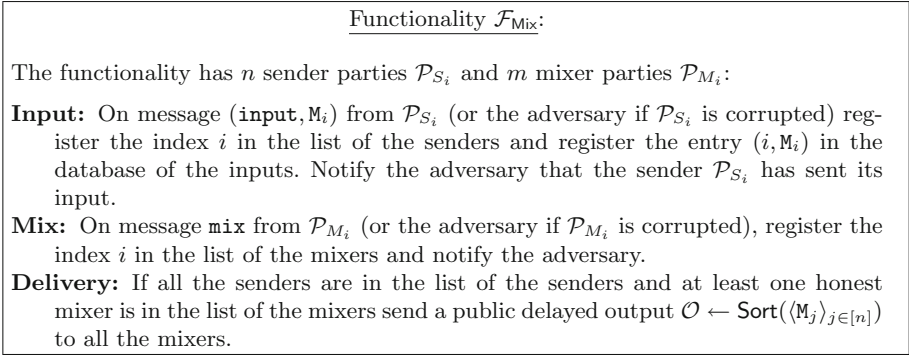 Functionality $\mathcal{F}_{\mathsf{Mix}}$:
The functionality has $n$ sender parties $\mathcal{P}_{S_i}$ and $m$ mixer parties $\mathcal{P}_{M_i}$:
Input: On message (input, $\mathtt{M}_i$) from $\mathcal{P}_{S_i}$ (or the adversary if $\mathcal{P}_{S_i}$ is corrupted) reg-
ister the index $i$ in the list of the senders and register the entry $(i, \mathtt{M}_i)$ in the
database of the inputs. Notify the adversary that the sender $\mathcal{P}_{S_i}$ has sent its
input.
Mix: On message mix from $\mathcal{P}_{M_i}$ (or the adversary if $\mathcal{P}_{M_i}$ is corrupted), register the
index $i$ in the list of the mixers and notify the adversary.
Delivery: If all the senders are in the list of the senders and at least one honest
mixer is in the list of the mixers send a public delayed output $\mathcal{O} \leftarrow \mathsf{Sort}(\langle \mathtt{M}_j \rangle_{j \in [n]})$
to all the mixers.